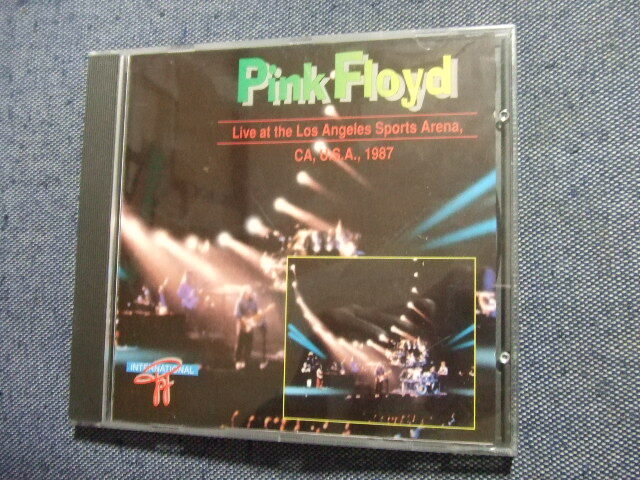 Pink Floyd
Live at the Los Angeles Sports Arena,
CA, U.S.A., 1987
INTERNATIONAL